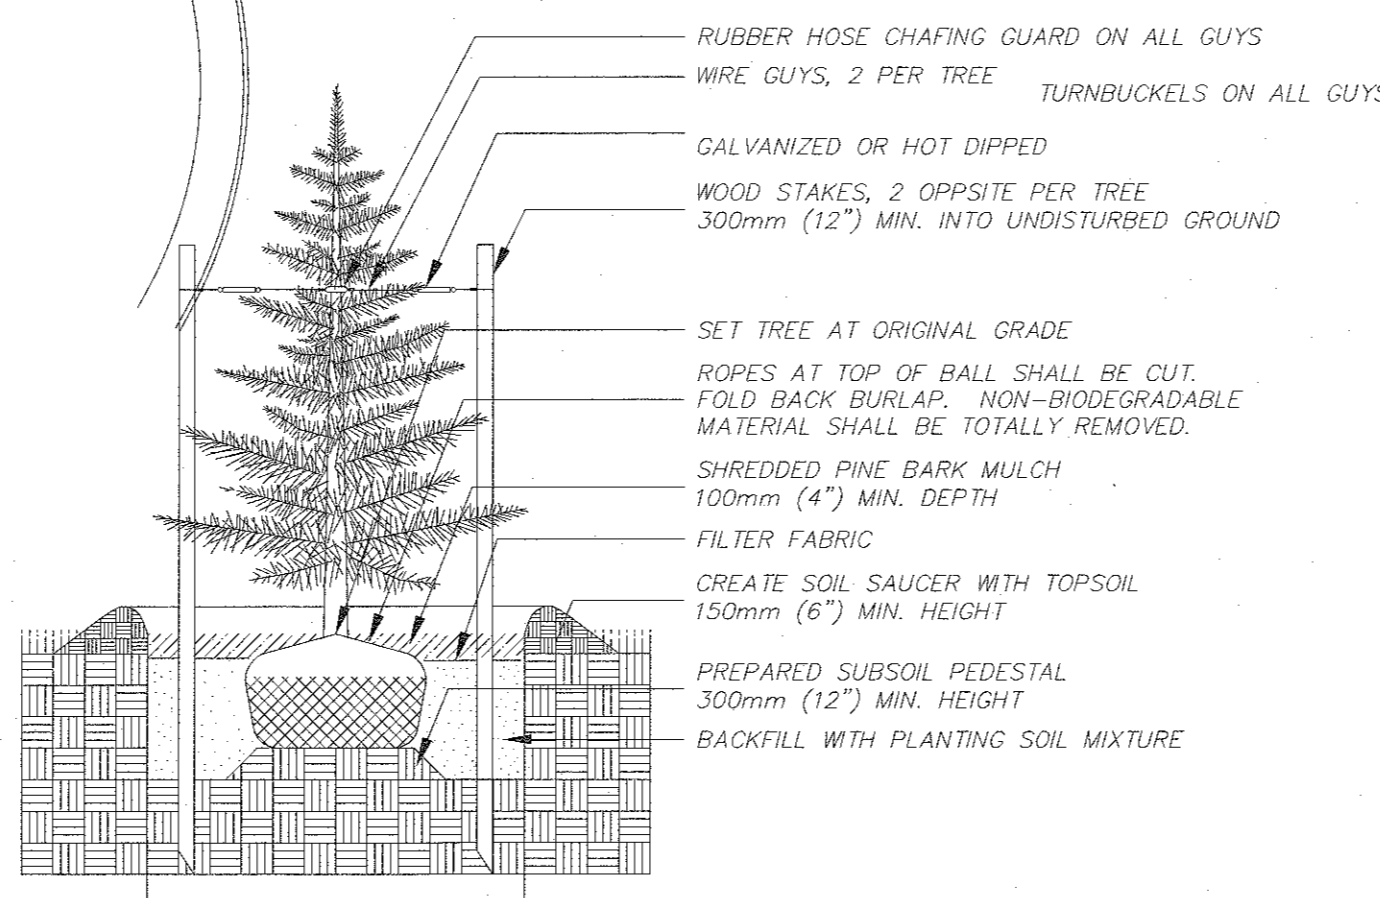 RUBBER HOSE CHAFING GUARD ON ALL GUYS
WIRE GUYS, 2 PER TREE
TURNBUCKELS ON ALL GUYS
GALVANIZED OR HOT DIPPED
WOOD STAKES, 2 OPPSITE PER TREE
300mm (12") MIN. INTO UNDISTURBED GROUND
SET TREE AT ORIGINAL GRADE
ROPES AT TOP OF BALL SHALL BE CUT.
FOLD BACK BURLAP. NON-BIODEGRADABLE
MATERIAL SHALL BE TOTALLY REMOVED.
SHREDDED PINE BARK MULCH
100mm (4") MIN. DEPTH
FILTER FABRIC
CREATE SOIL SAUCER WITH TOPSOIL
150mm (6") MIN. HEIGHT
PREPARED SUBSOIL PEDESTAL
300mm (12") MIN. HEIGHT
BACKFILL WITH PLANTING SOIL MIXTURE